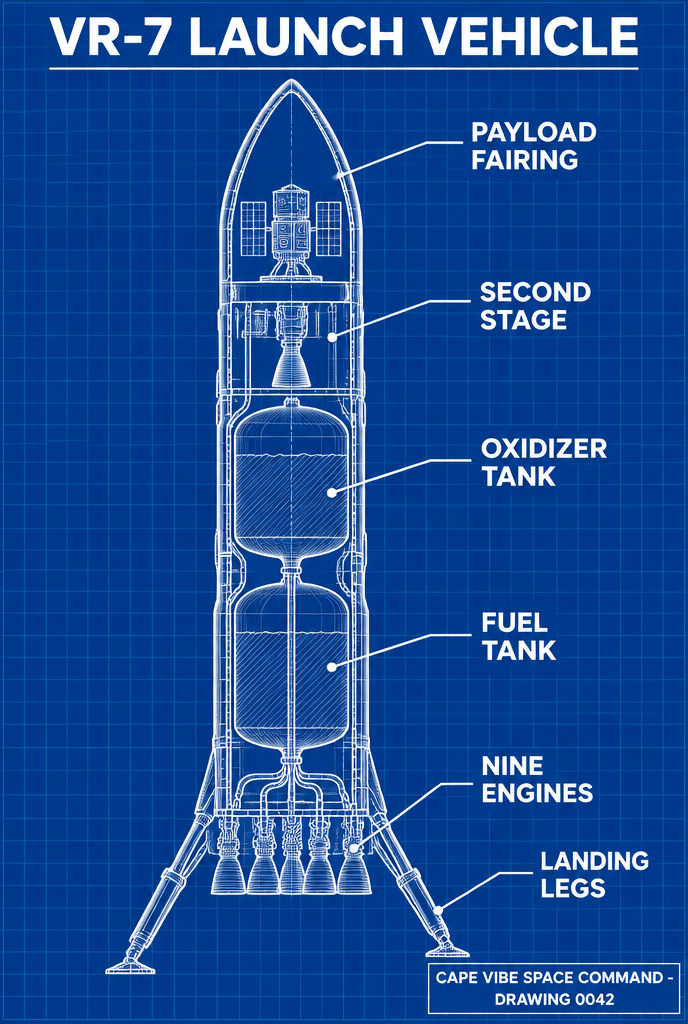 VR-7 LAUNCH VEHICLE
PAYLOAD
FAIRING
SECOND
STAGE
OXIDIZER
TANK
FUEL
TANK
NINE
ENGINES
LANDING
LEGS
CAPE VIBE SPACE COMMAND -
DRAWING 0042